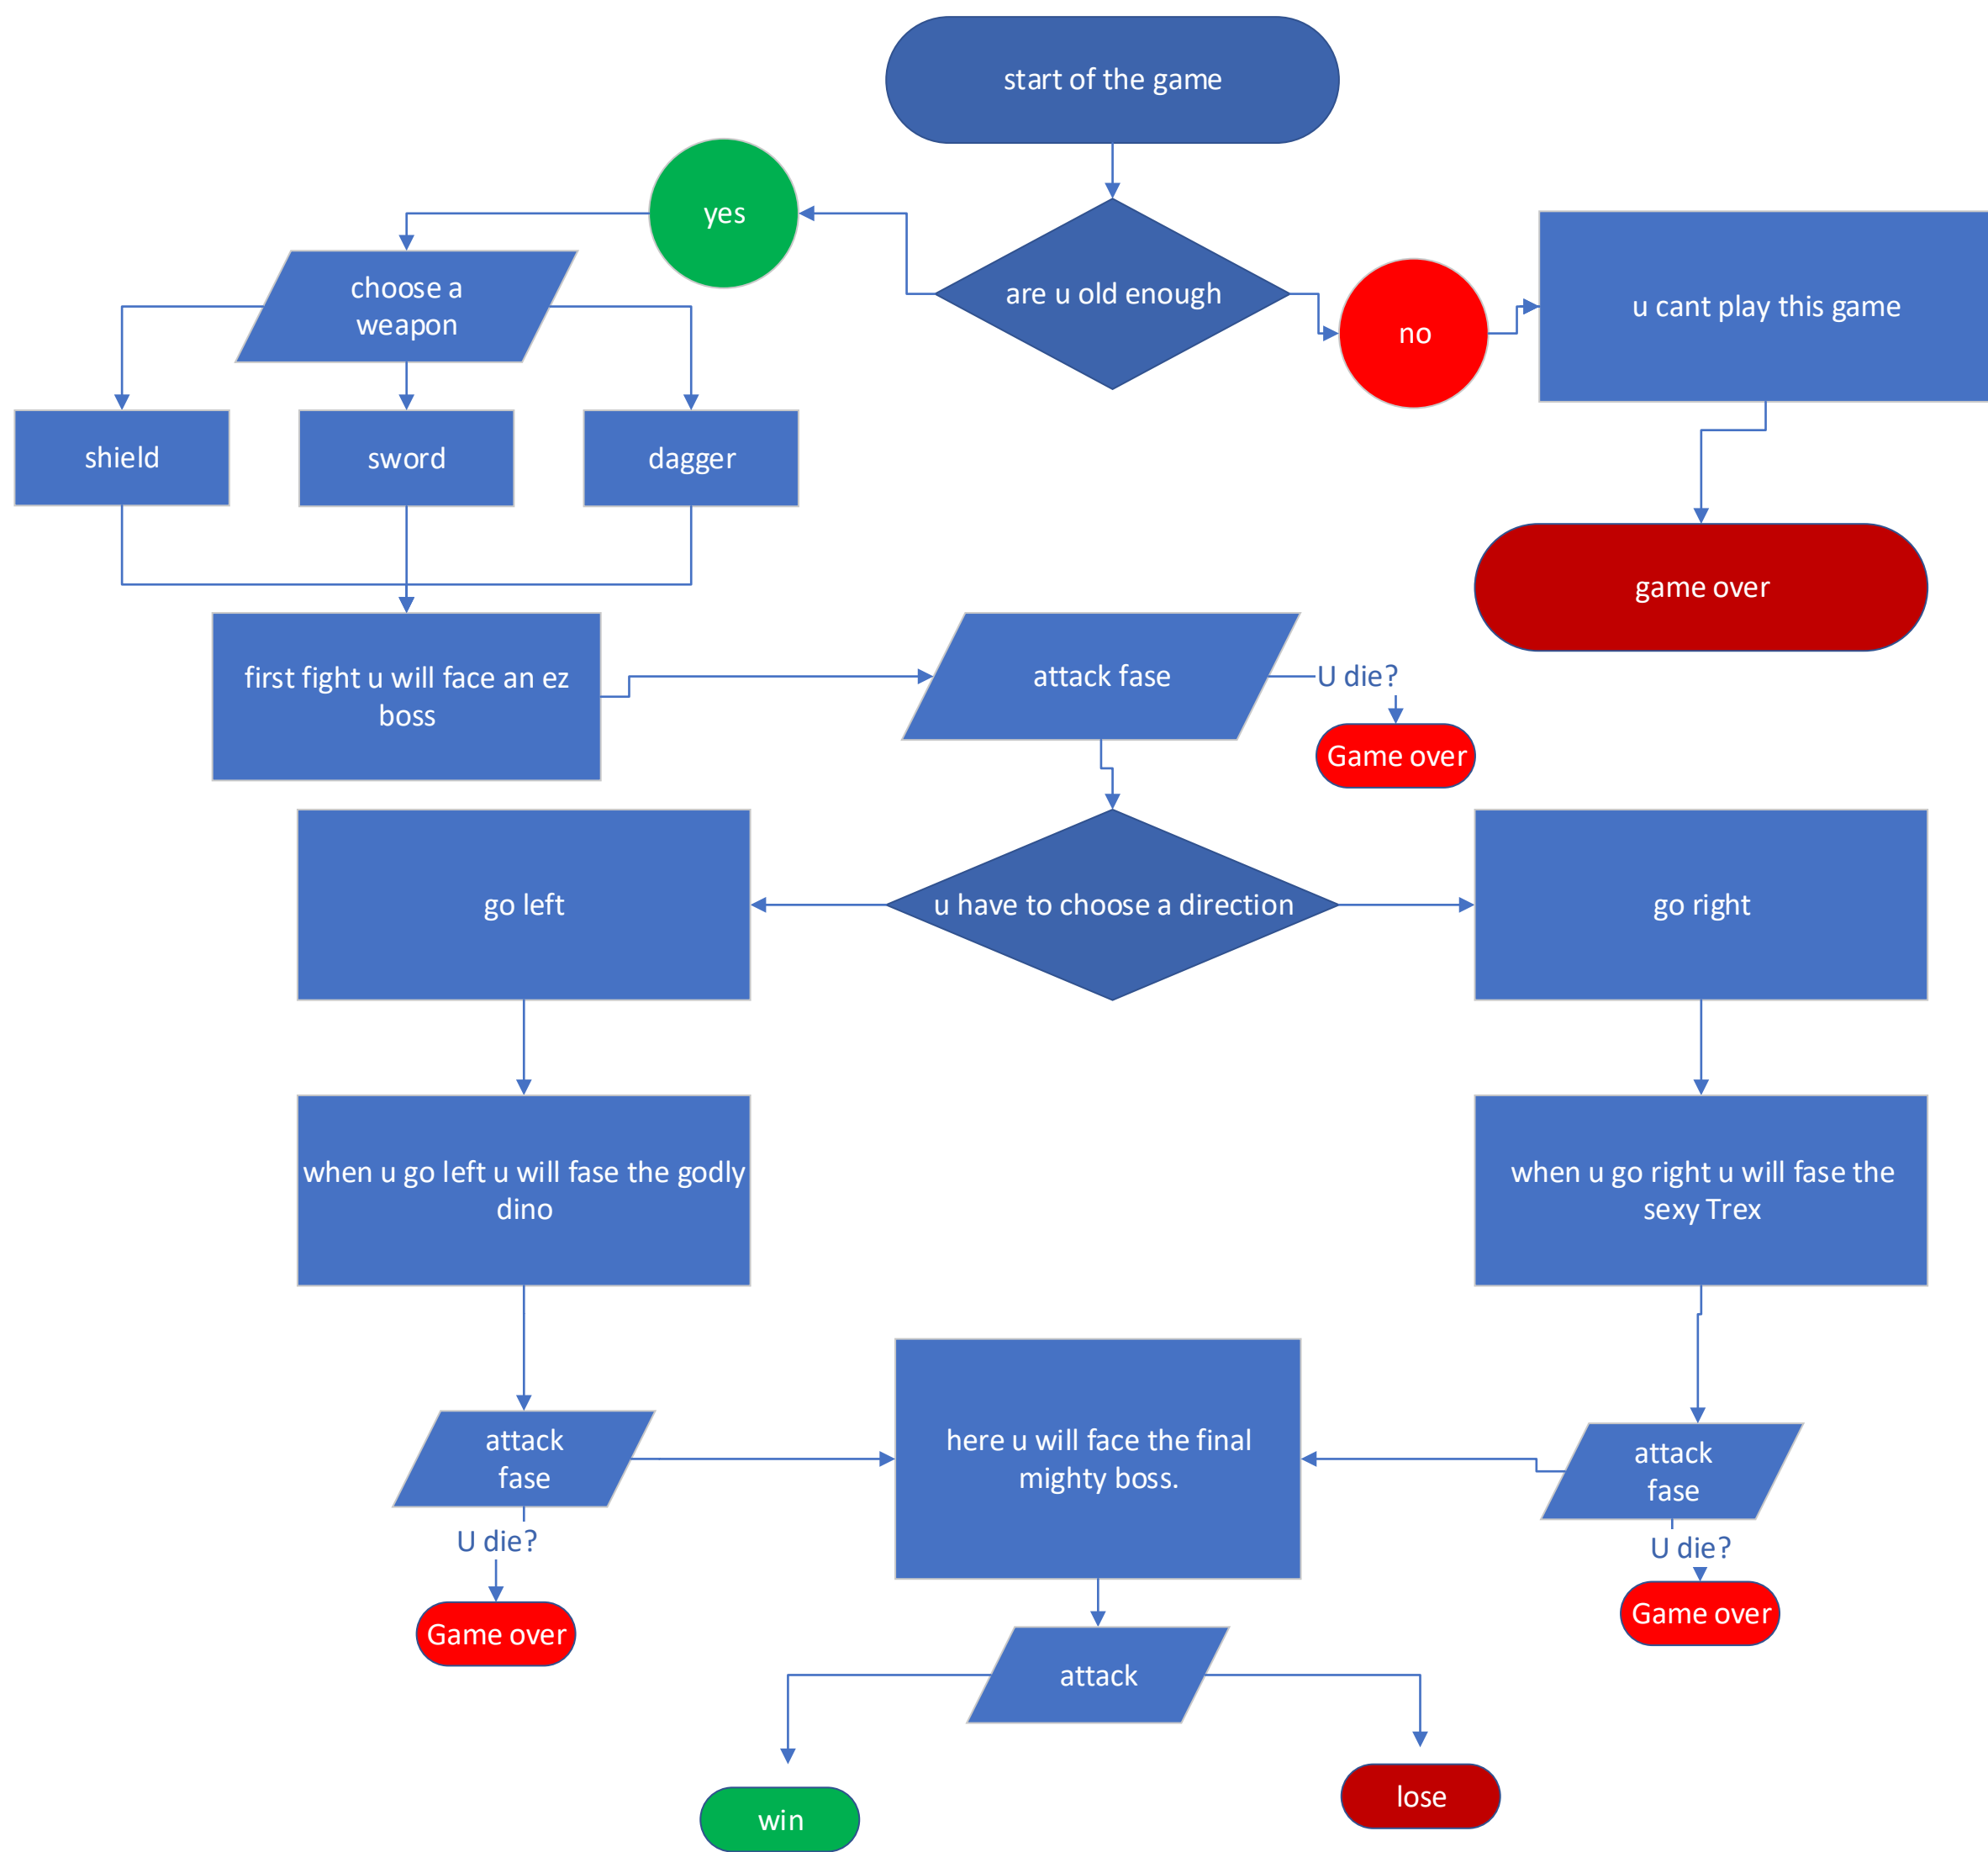 start of the game
yes
are u old enough
no
u cant play this game
choose a
weapon
shield
sword
dagger
game over
first fight u will face an ez
boss
attack fase
U die?
Game over
go left
u have to choose a direction
go right
when u go left u will fase the godly
dino
when u go right u will fase the
sexy Trex
attack
fase
here u will face the final
mighty boss.
attack
fase
U die?
U die?
Game over
Game over
attack
win
lose